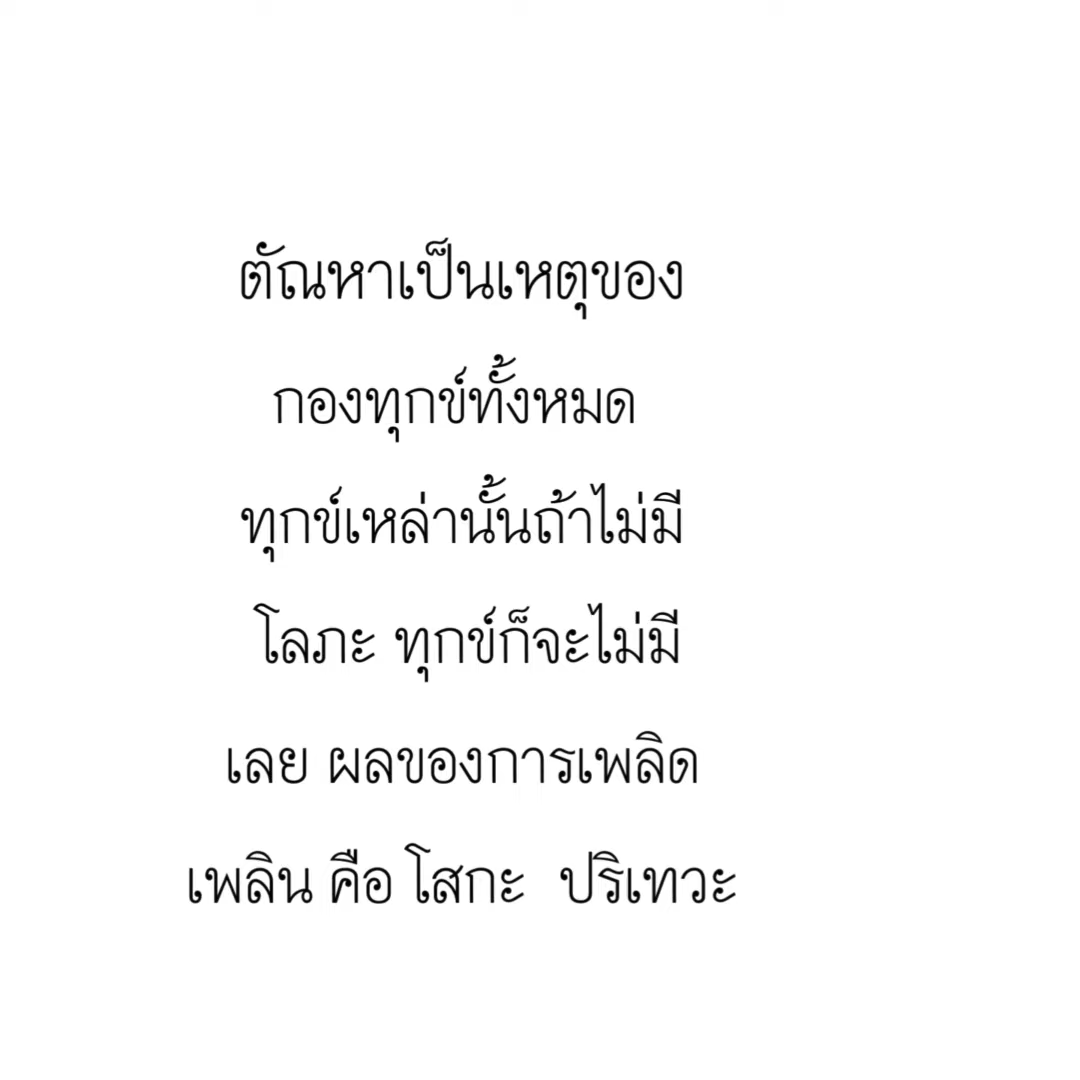 ตัณหาเป็นเหตุของ
กองทุกข์ทั้งหมด
ทุกข์เหล่านั้นถ้าไม่มี
โลภะ ทุกข์ก็จะไม่มี
เลย ผลของการเพลิด
เพลิน คือ โสกะ ปริเทวะ